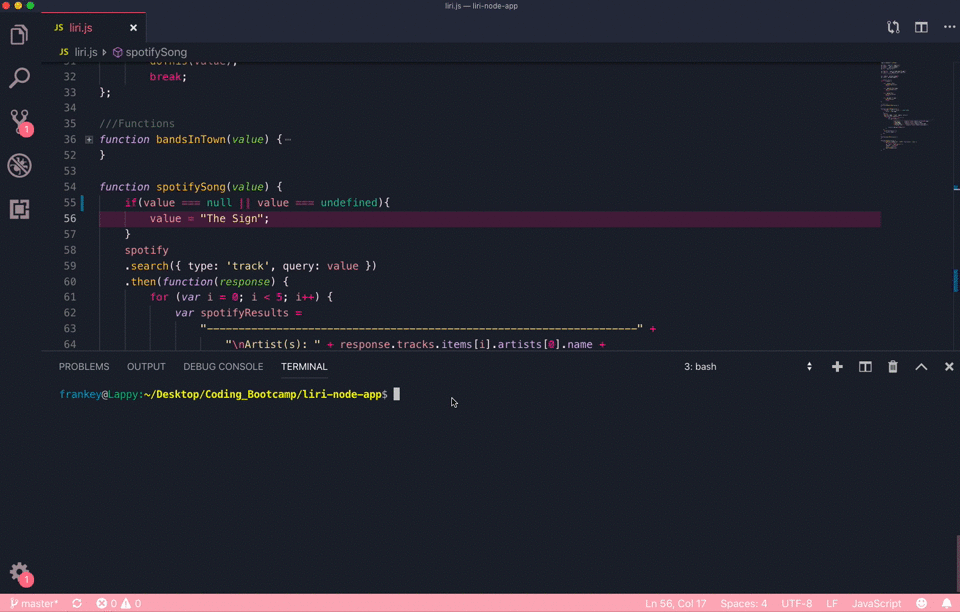 liri.js — liri-node-app
JS liri.js ×
JS liri.js spotifySong
31 doThis(value);
32 break;
33 };
34
35 ///Functions
36 function bandsInTown(value) {
52 }
53
54 function spotifySong(value) {
55 if(value === null || value === undefined){
56 value = "The Sign";
57 }
58 spotify
59 .search({ type: 'track', query: value })
60 .then(function(response) {
61 for (var i = 0; i < 5; i++) {
62 var spotifyResults =
63 "--------------------------------------------------------------------" +
64 "\nArtist(s): " + response.tracks.items[i].artists[0].name +
PROBLEMS OUTPUT DEBUG CONSOLE TERMINAL 3: bash
frankey@Lappy:~/Desktop/Coding_Bootcamp/liri-node-app$
1
1
master* 0 0 Ln 56, Col 17 Spaces: 4 UTF-8 LF JavaScript